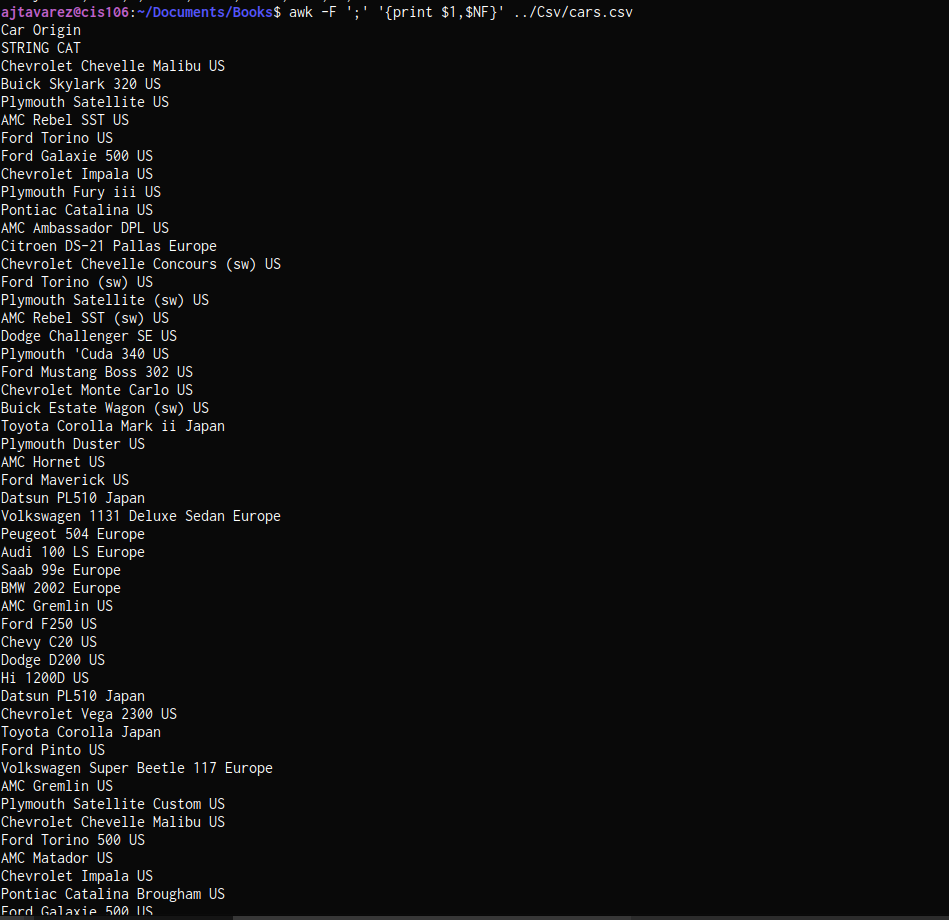 ajtavarez@cis106:~/Documents/Books$ awk -F ';' '{print $1,$NF}' ../Csv/cars.csv
Car Origin
STRING CAT
Chevrolet Chevelle Malibu US
Buick Skylark 320 US
Plymouth Satellite US
AMC Rebel SST US
Ford Torino US
Ford Galaxie 500 US
Chevrolet Impala US
Plymouth Fury iii US
Pontiac Catalina US
AMC Ambassador DPL US
Citroen DS-21 Pallas Europe
Chevrolet Chevelle Concours (sw) US
Ford Torino (sw) US
Plymouth Satellite (sw) US
AMC Rebel SST (sw) US
Dodge Challenger SE US
Plymouth 'Cuda 340 US
Ford Mustang Boss 302 US
Chevrolet Monte Carlo US
Buick Estate Wagon (sw) US
Toyota Corolla Mark ii Japan
Plymouth Duster US
AMC Hornet US
Ford Maverick US
Datsun PL510 Japan
Volkswagen 1131 Deluxe Sedan Europe
Peugeot 504 Europe
Audi 100 LS Europe
Saab 99e Europe
BMW 2002 Europe
AMC Gremlin US
Ford F250 US
Chevy C20 US
Dodge D200 US
Hi 1200D US
Datsun PL510 Japan
Chevrolet Vega 2300 US
Toyota Corolla Japan
Ford Pinto US
Volkswagen Super Beetle 117 Europe
AMC Gremlin US
Plymouth Satellite Custom US
Chevrolet Chevelle Malibu US
Ford Torino 500 US
AMC Matador US
Chevrolet Impala US
Pontiac Catalina Brougham US
Ford Galaxie 500 US